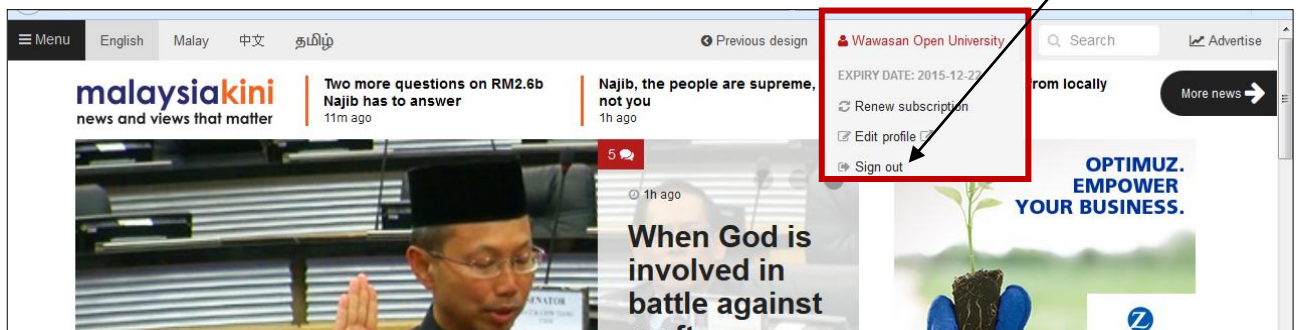 Menu
English
Malay
中文
தமிழ்
Previous design
Wawasan Open University
Search
Advertise
malaysiakini
news and views that matter
Two more questions on RM2.6b
Najib has to answer
11m ago
Najib, the people are supreme,
not you
1h ago
EXPIRY DATE: 2015-12-22
Renew subscription
Edit profile
Sign out
from locally
More news
5
1h ago
When God is
involved in
battle against
OPTIMUZ.
EMPOWER
YOUR BUSINESS.
SENATOR